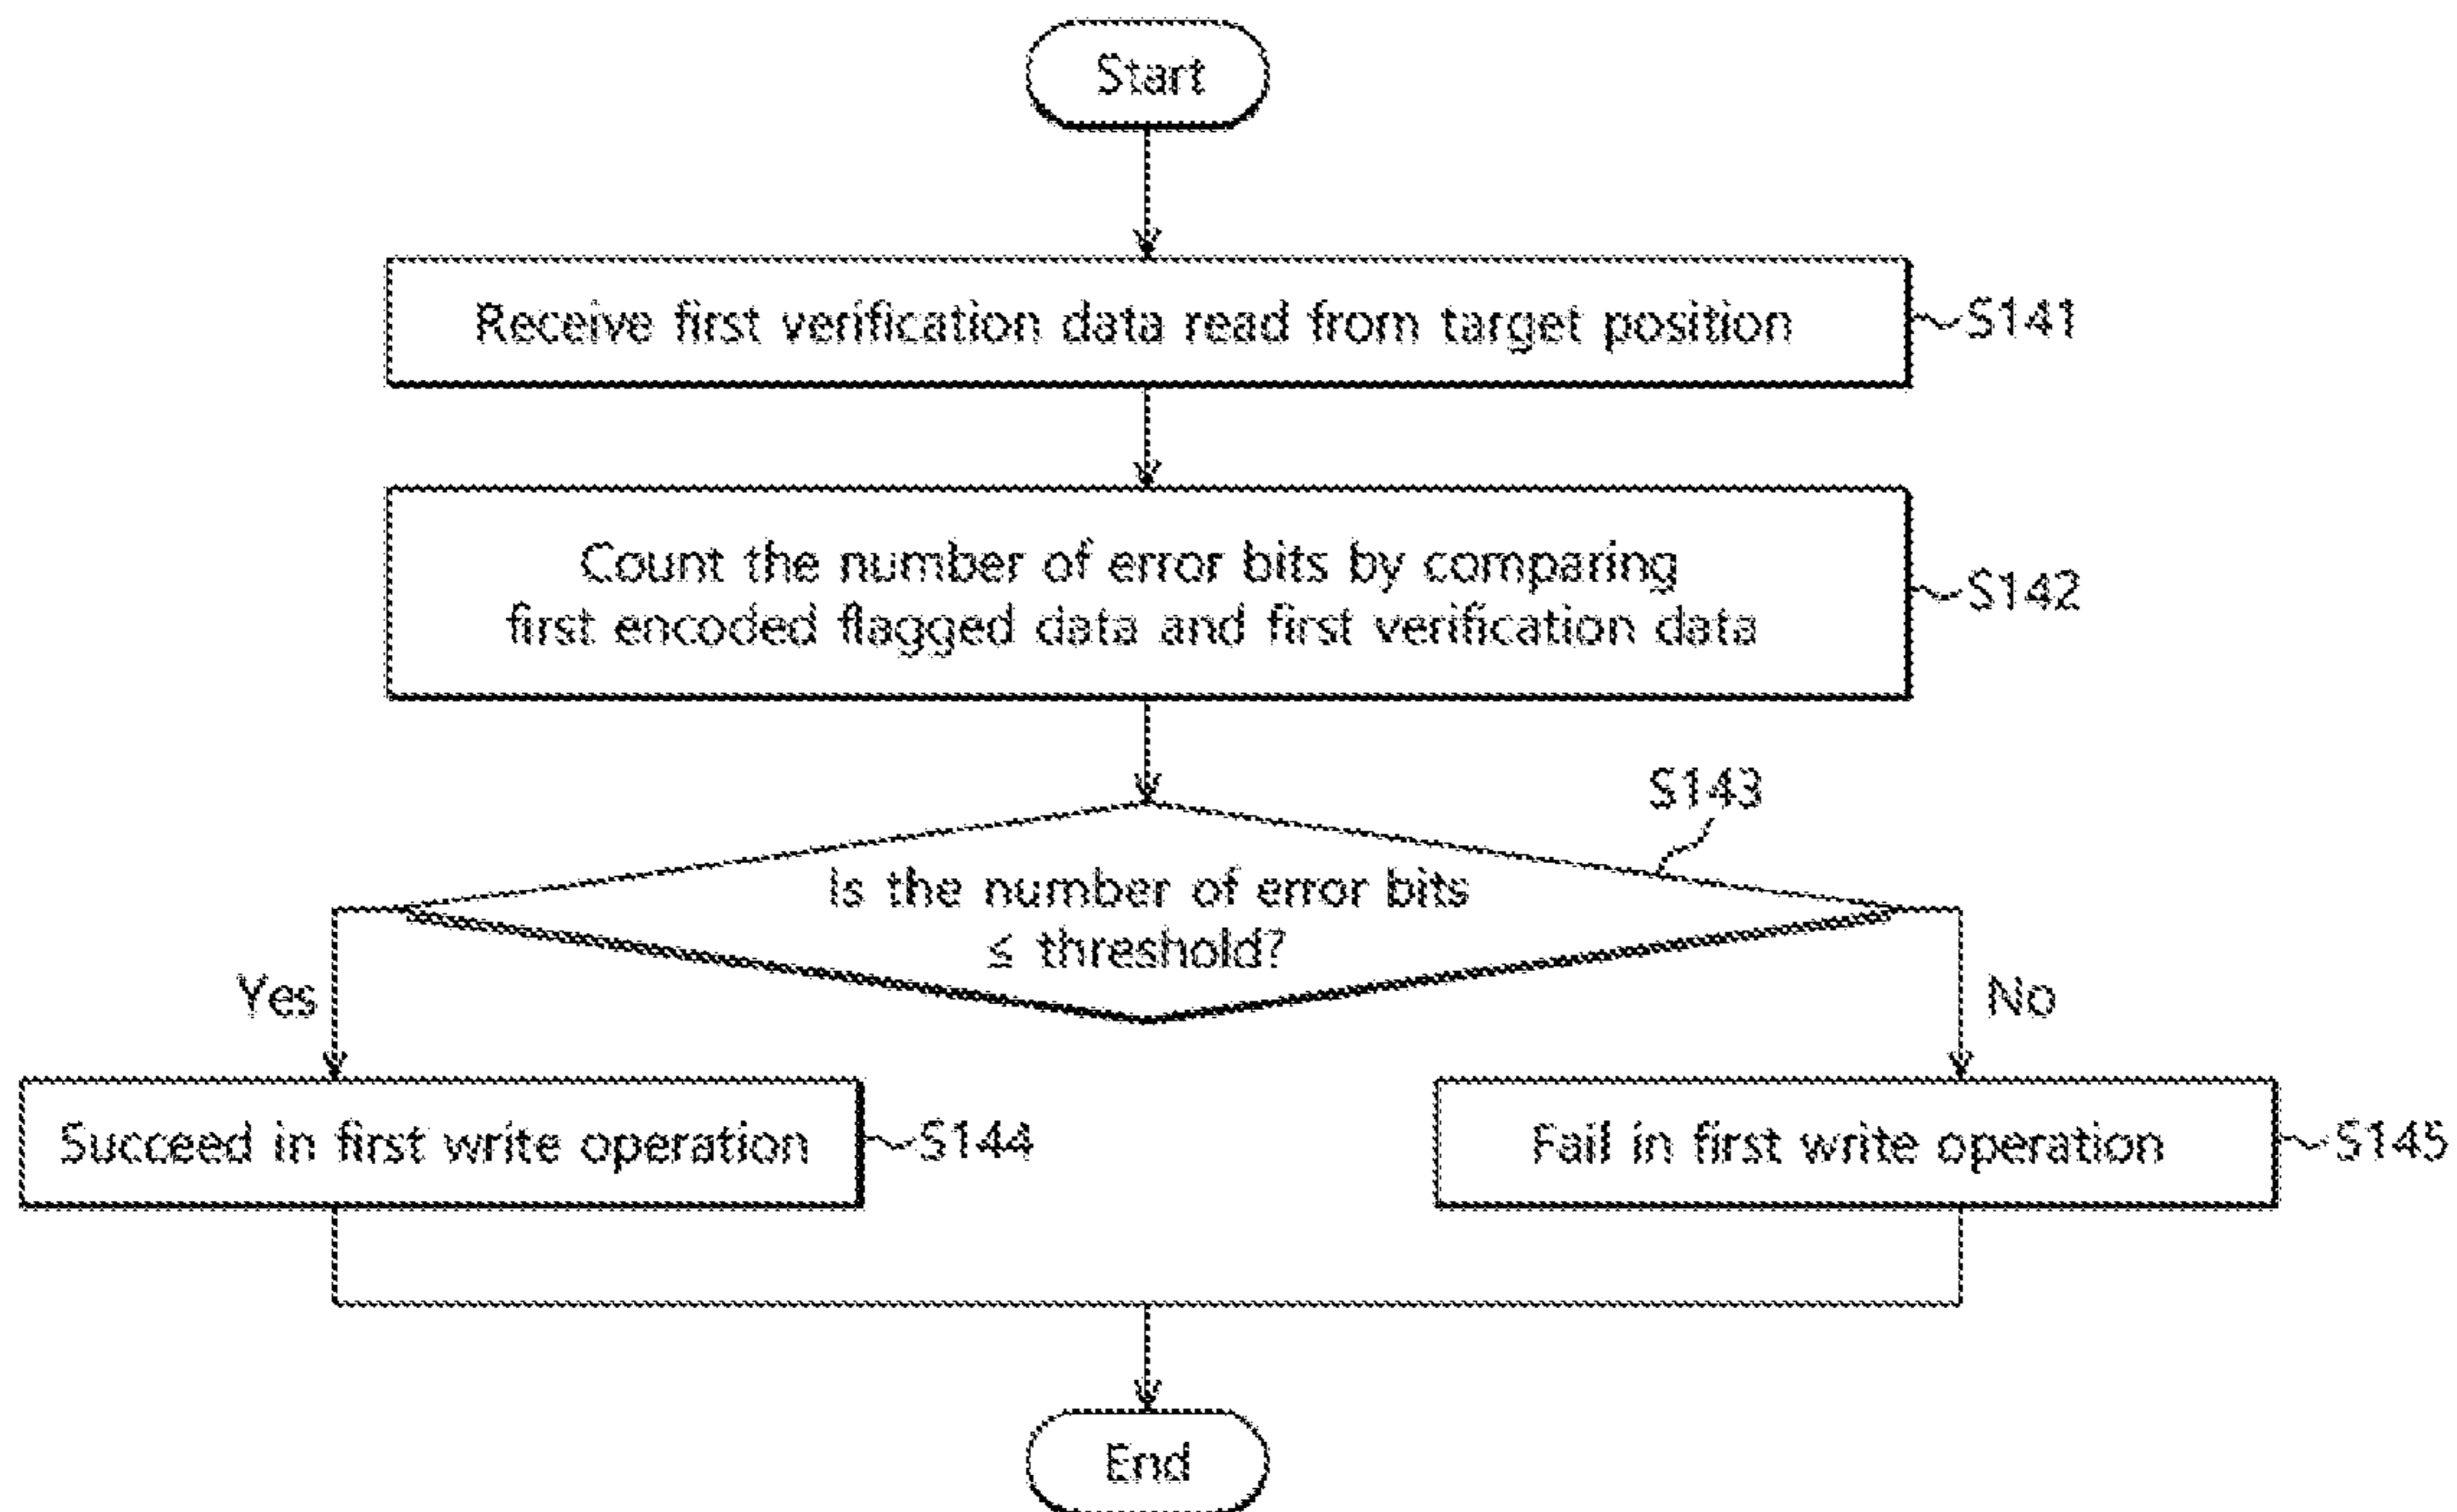 Start
Receive first verification data read from target position
S141
Count the number of error bits by comparing
first encoded flagged data and first verification data
S142
S143
Is the number of error bits
≤ threshold?
Yes
No
Succeed in first write operation
S144
Fail in first write operation
S145
End